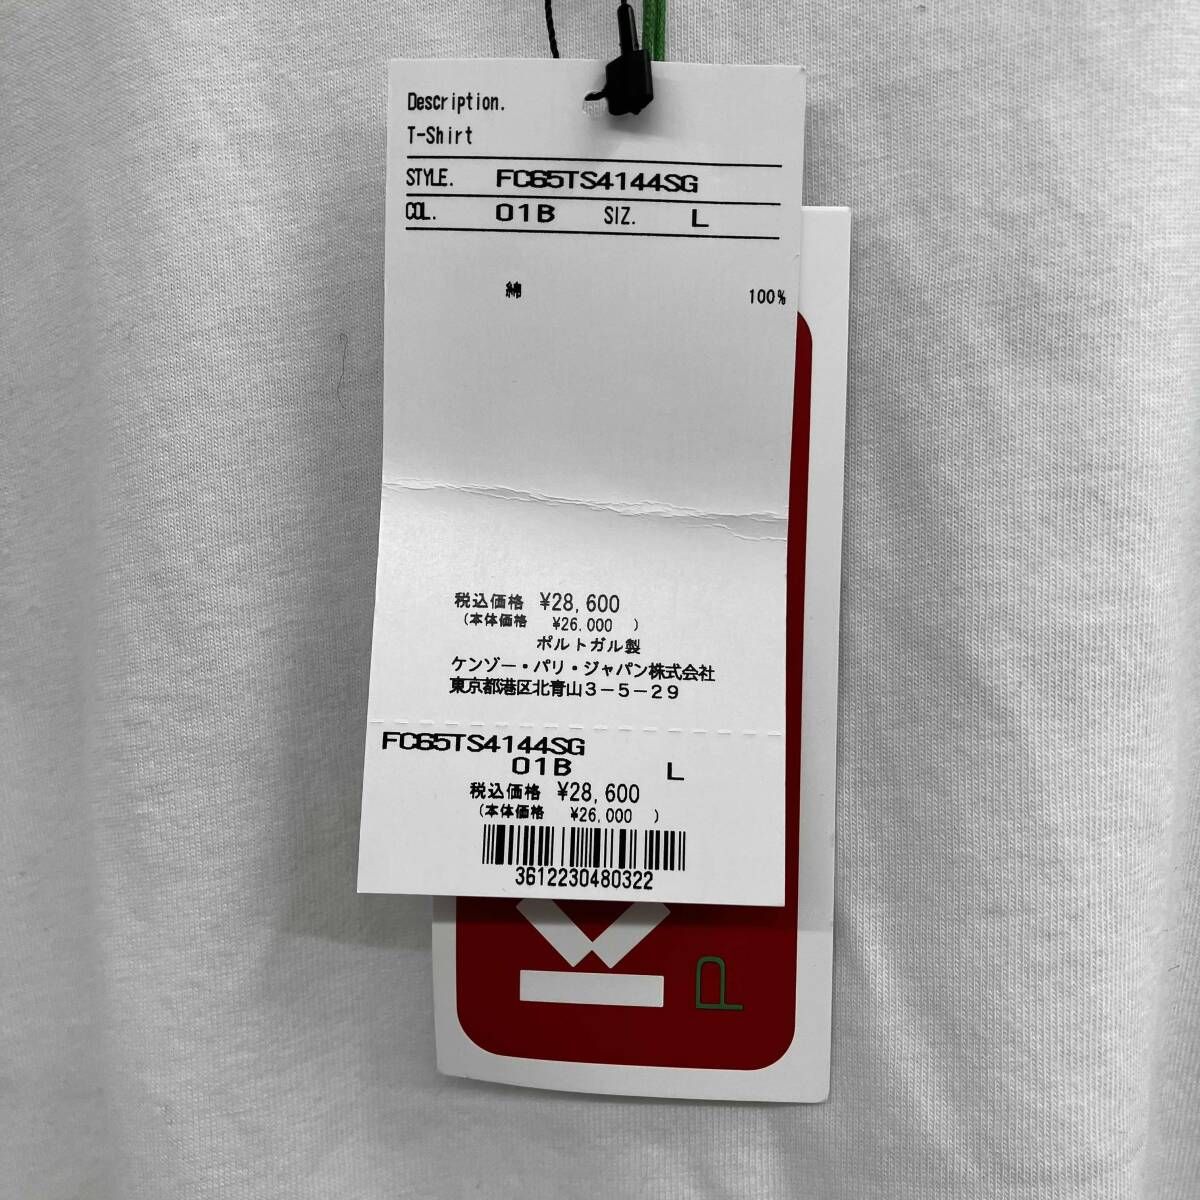 Description.
T-Shirt
STYLE. FC65TS4144SG
COL. 01B SIZ. L
綿 100%
税込価格 ¥28,600
(本体価格 ¥26,000 )
ポルトガル製
ケンゾー・パリ・ジャパン株式会社
東京都港区北青山3-5-29
FC65TS4144SG
01B L
税込価格 ¥28,600
(本体価格 ¥26,000 )
3612230480322
K
P